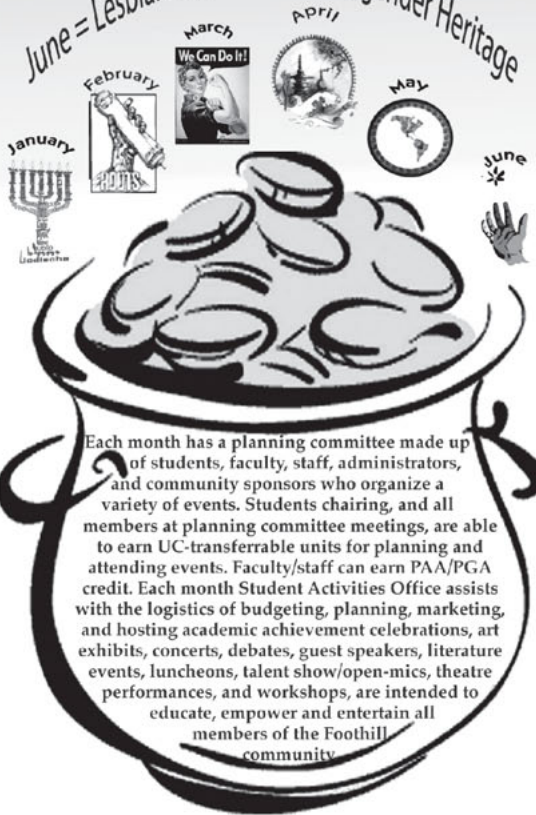 June = Lesbian
gender Heritage
January
February
ROOTS
March
We Can Do It!
April
May
June
Each month has a planning committee made up
of students, faculty, staff, administrators,
and community sponsors who organize a
variety of events. Students chairing, and all
members at planning committee meetings, are able
to earn UC-transferrable units for planning and
attending events. Faculty/staff can earn PAA/PGA
credit. Each month Student Activities Office assists
with the logistics of budgeting, planning, marketing,
and hosting academic achievement celebrations, art
exhibits, concerts, debates, guest speakers, literature
events, luncheons, talent show/open-mics, theatre
performances, and workshops, are intended to
educate, empower and entertain all
members of the Foothill
community